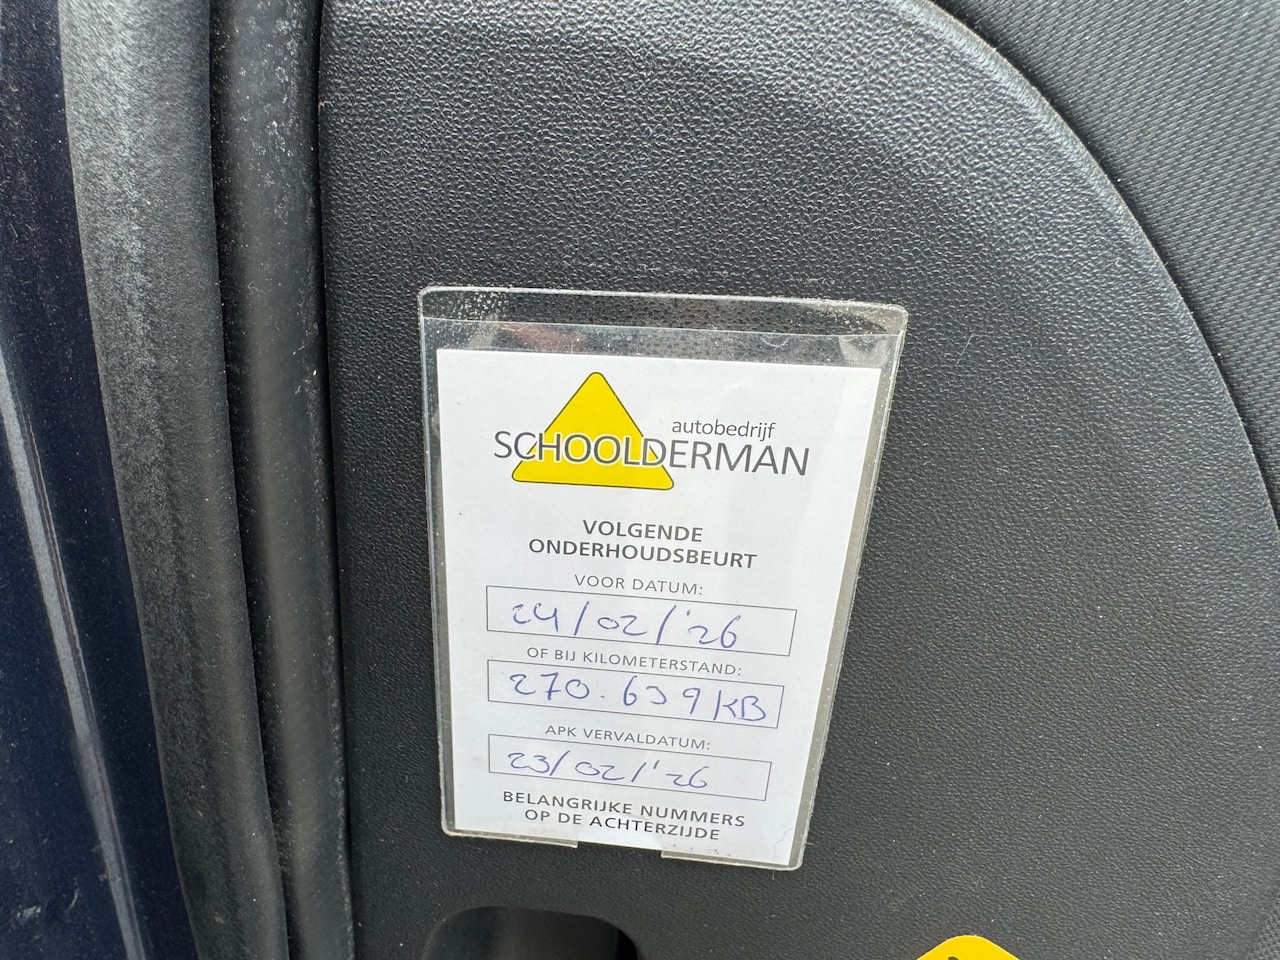 autobedrijf
SCHOOLDERMAN
VOLGENDE
ONDERHOUDSBEURT
VOOR DATUM:
24/02/'26
OF BIJ KILOMETERSTAND:
270.639 KB
APK VERVALDATUM:
23/02/'26
BELANGRIJKE NUMMERS
OP DE ACHTERZIJDE